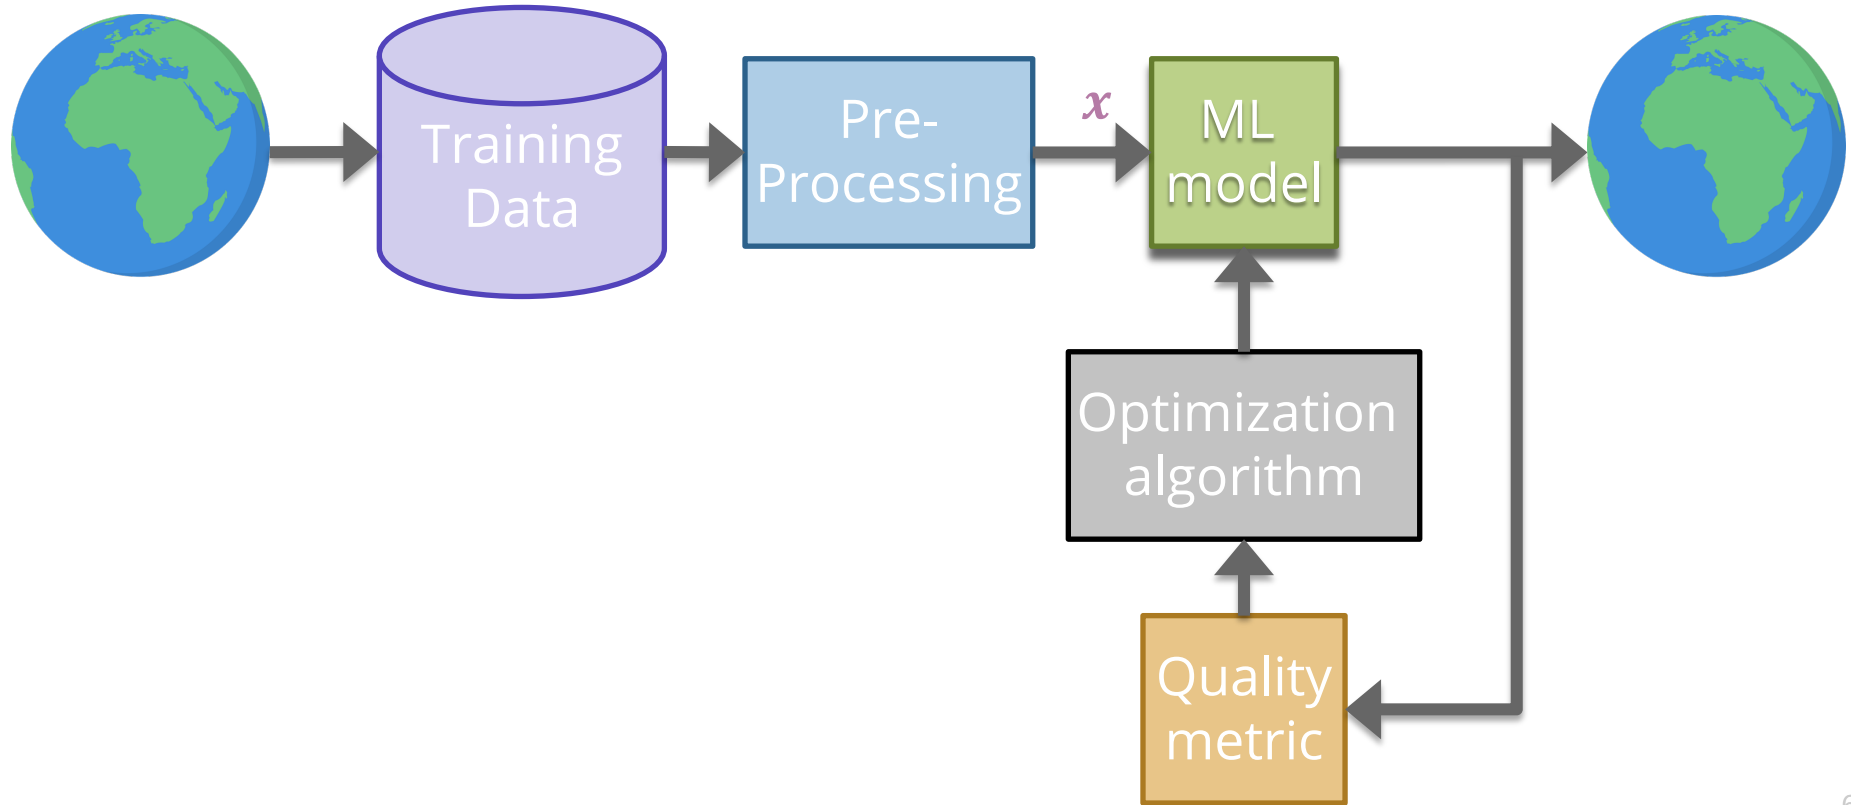 Training
Data
Pre-
Processing
x
ML
model
Optimization
algorithm
Quality
metric